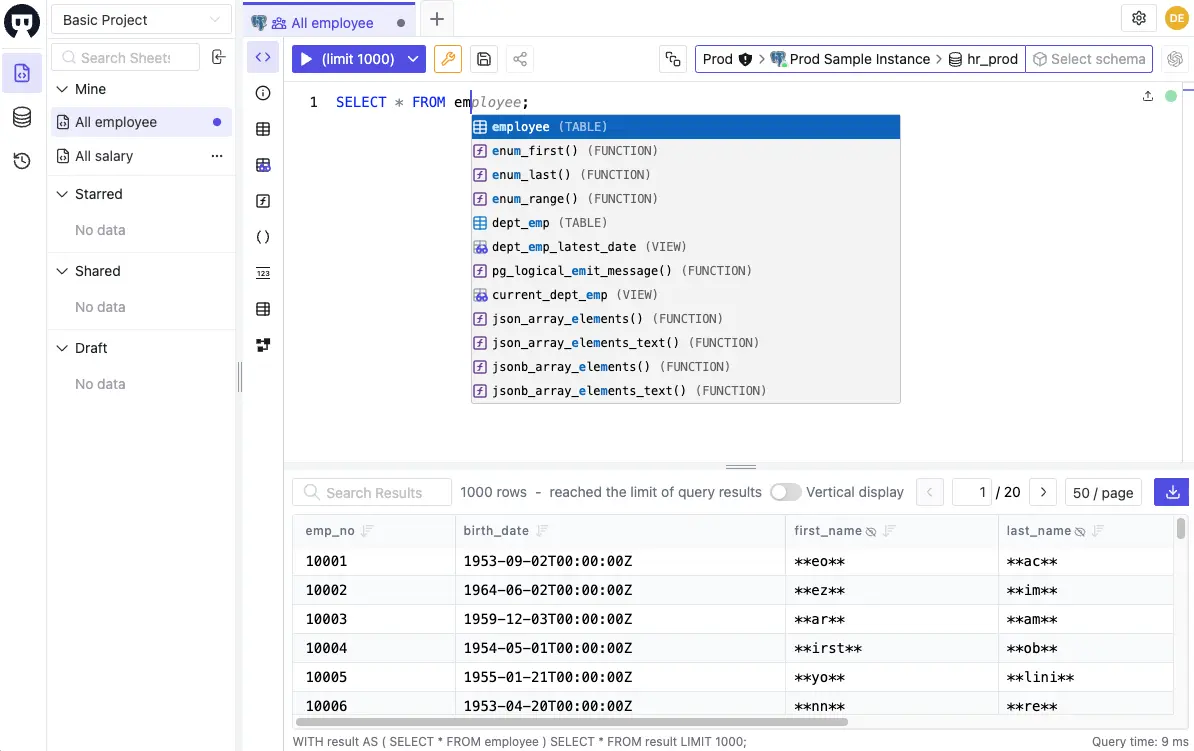 Basic Project
Search Sheets
Mine
All employee
All salary
Starred
No data
Shared
No data
Draft
No data
All employee
DE
(limit 1000)
Prod > Prod Sample Instance > hr_prod
Select schema
1 SELECT * FROM employee;
employee (TABLE)
enum_first() (FUNCTION)
enum_last() (FUNCTION)
enum_range() (FUNCTION)
dept_emp (TABLE)
dept_emp_latest_date (VIEW)
pg_logical_emit_message() (FUNCTION)
current_dept_emp (VIEW)
json_array_elements() (FUNCTION)
json_array_elements_text() (FUNCTION)
jsonb_array_elements() (FUNCTION)
jsonb_array_elements_text() (FUNCTION)
123
Search Results
1000 rows - reached the limit of query results
Vertical display
1 / 20
50 / page
emp_no birth_date first_name last_name
10001 1953-09-02T00:00:00Z **eo** **ac**
10002 1964-06-02T00:00:00Z **ez** **im**
10003 1959-12-03T00:00:00Z **ar** **am**
10004 1954-05-01T00:00:00Z **irst** **ob**
10005 1955-01-21T00:00:00Z **yo** **lini**
10006 1953-04-20T00:00:00Z **nn** **re**
WITH result AS ( SELECT * FROM employee ) SELECT * FROM result LIMIT 1000;
Query time: 9 ms